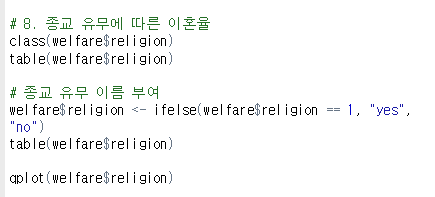 # 8. 종교 유무에 따른 이혼율
class(welfare$religion)
table(welfare$religion)
# 종교 유무 이름 부여
welfare$religion <- ifelse(welfare$religion == 1, "yes",
"no")
table(welfare$religion)
qplot(welfare$religion)